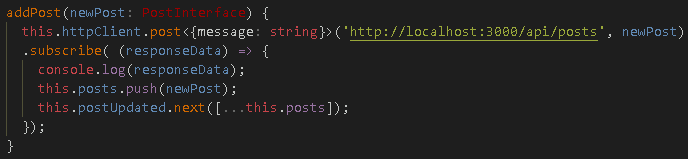 addPost(newPost: PostInterface) {
this.httpClient.post<{message: string}>('http://localhost:3000/api/posts', newPost)
.subscribe( (responseData) => {
console.log(responseData);
this.posts.push(newPost);
this.postUpdated.next([...this.posts]);
});
}